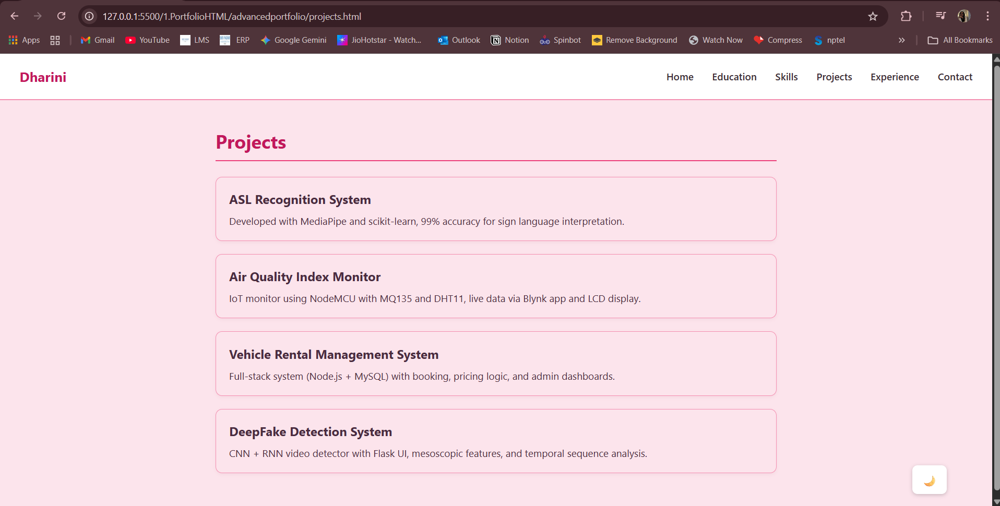 127.0.0.1:5500/1.PortfolioHTML/advancedportfolio/projects.html
Apps Gmail YouTube LMS ERP Google Gemini JioHotstar - Watch... Outlook Notion Spinbot Remove Background Watch Now Compress nptel » All Bookmarks
Dharini Home Education Skills Projects Experience Contact
Projects
ASL Recognition System
Developed with MediaPipe and scikit-learn, 99% accuracy for sign language interpretation.
Air Quality Index Monitor
IoT monitor using NodeMCU with MQ135 and DHT11, live data via Blynk app and LCD display.
Vehicle Rental Management System
Full-stack system (Node.js + MySQL) with booking, pricing logic, and admin dashboards.
DeepFake Detection System
CNN + RNN video detector with Flask UI, mesoscopic features, and temporal sequence analysis.